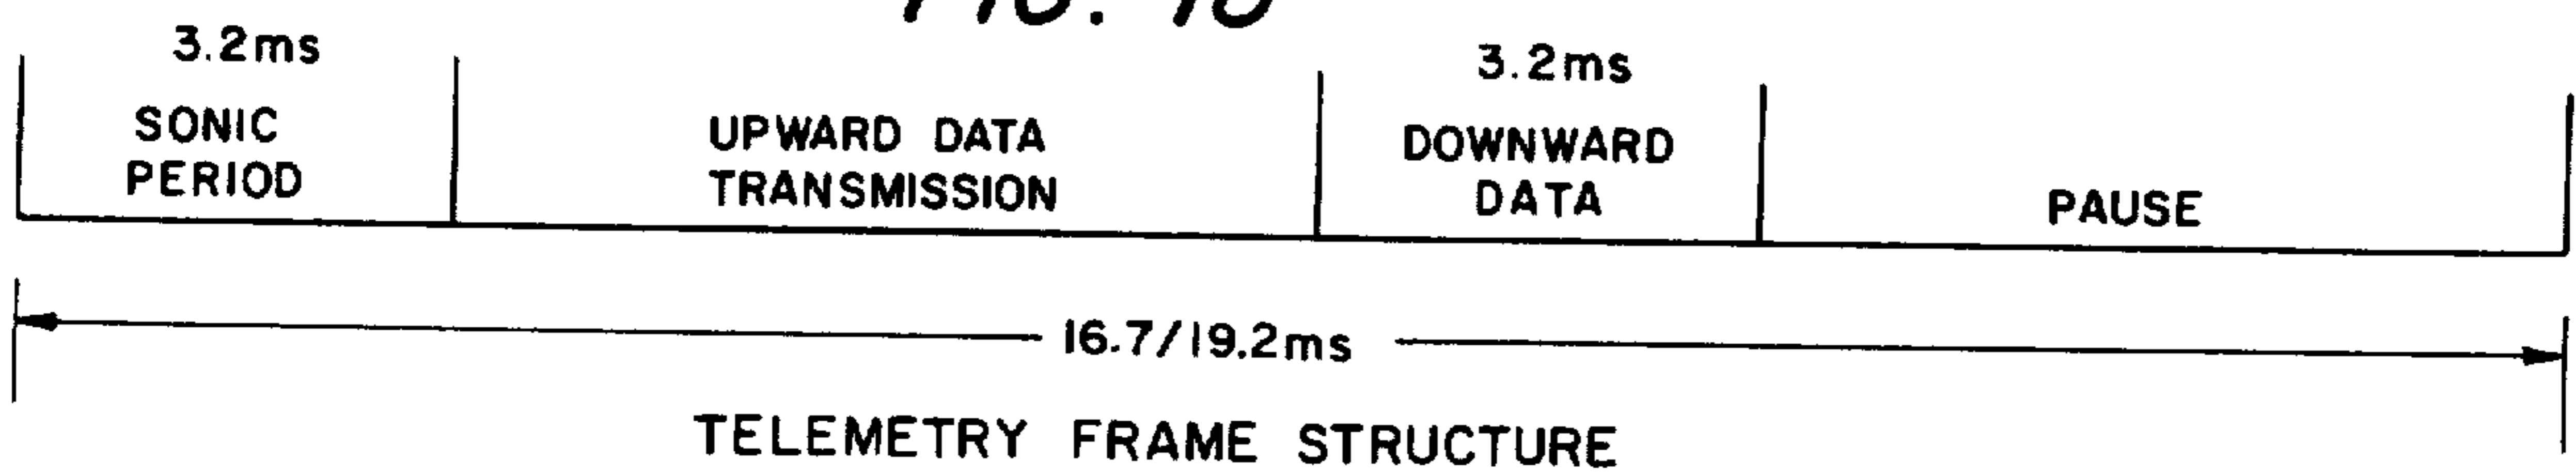 3.2ms
3.2ms
SONIC
PERIOD
UPWARD DATA
TRANSMISSION
DOWNWARD
DATA
PAUSE
16.7/19.2ms
TELEMETRY FRAME STRUCTURE